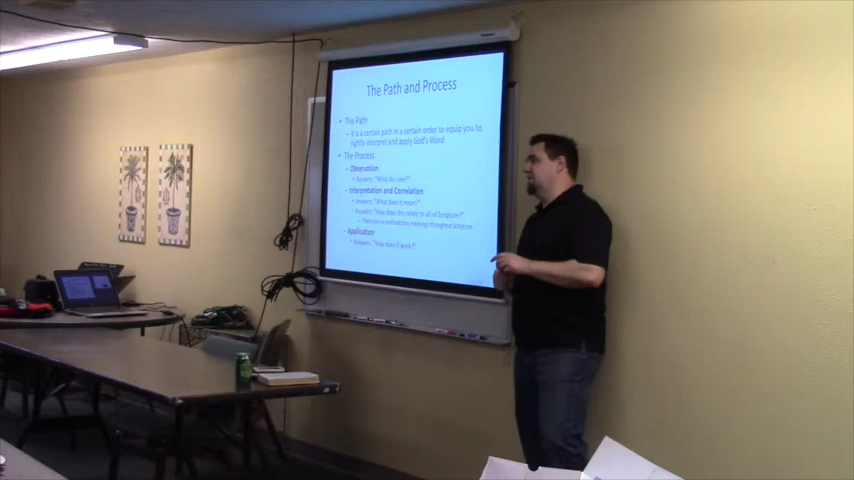 The Path and Process
• The Path
– It is a certain path in a certain order to equip you to
rightly interpret and apply God's Word
• The Process
– Observation
• Answers: "What do I see?"
– Interpretation and Correlation
• Answers: "What does it mean?"
• Answers: "How does this relate to all of Scripture?"
– There are no contradictory meanings throughout Scripture
– Application
• Answers: "How does it work?"